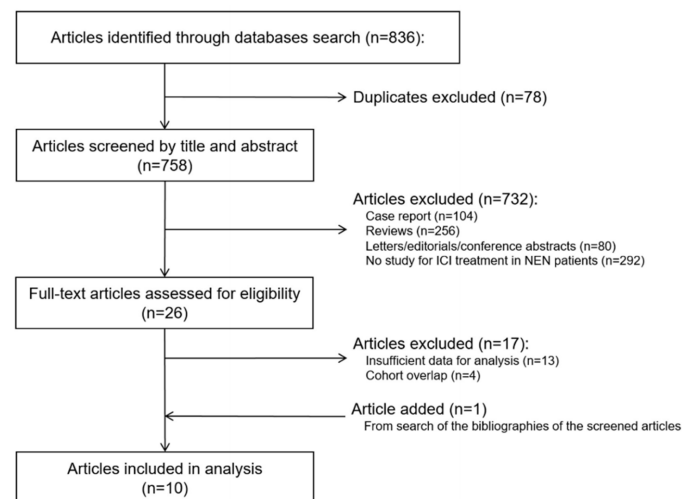 Articles identified through databases search (n=836):
Duplicates excluded (n=78)
Articles screened by title and abstract
(n=758)
Articles excluded (n=732):
Case report (n=104)
Reviews (n=256)
Letters/editorials/conference abstracts (n=80)
No study for ICI treatment in NEN patients (n=292)
Full-text articles assessed for eligibility
(n=26)
Articles excluded (n=17):
Insufficient data for analysis (n=13)
Cohort overlap (n=4)
Article added (n=1)
From search of the bibliographies of the screened articles
Articles included in analysis
(n=10)